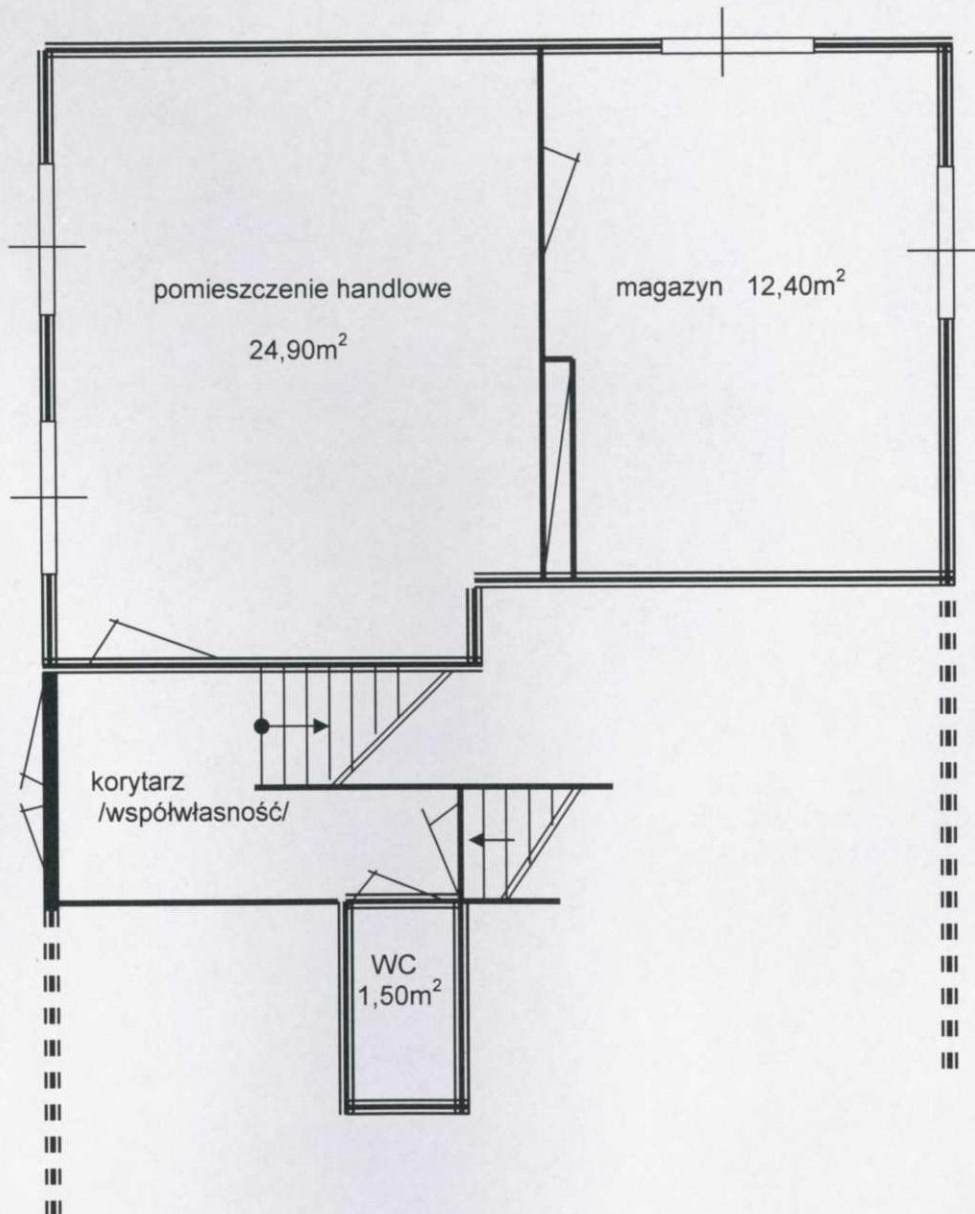 pomieszczenie handlowe
24,90m²
magazyn 12,40m²
korytarz
/współwłasność/
WC
1,50m²